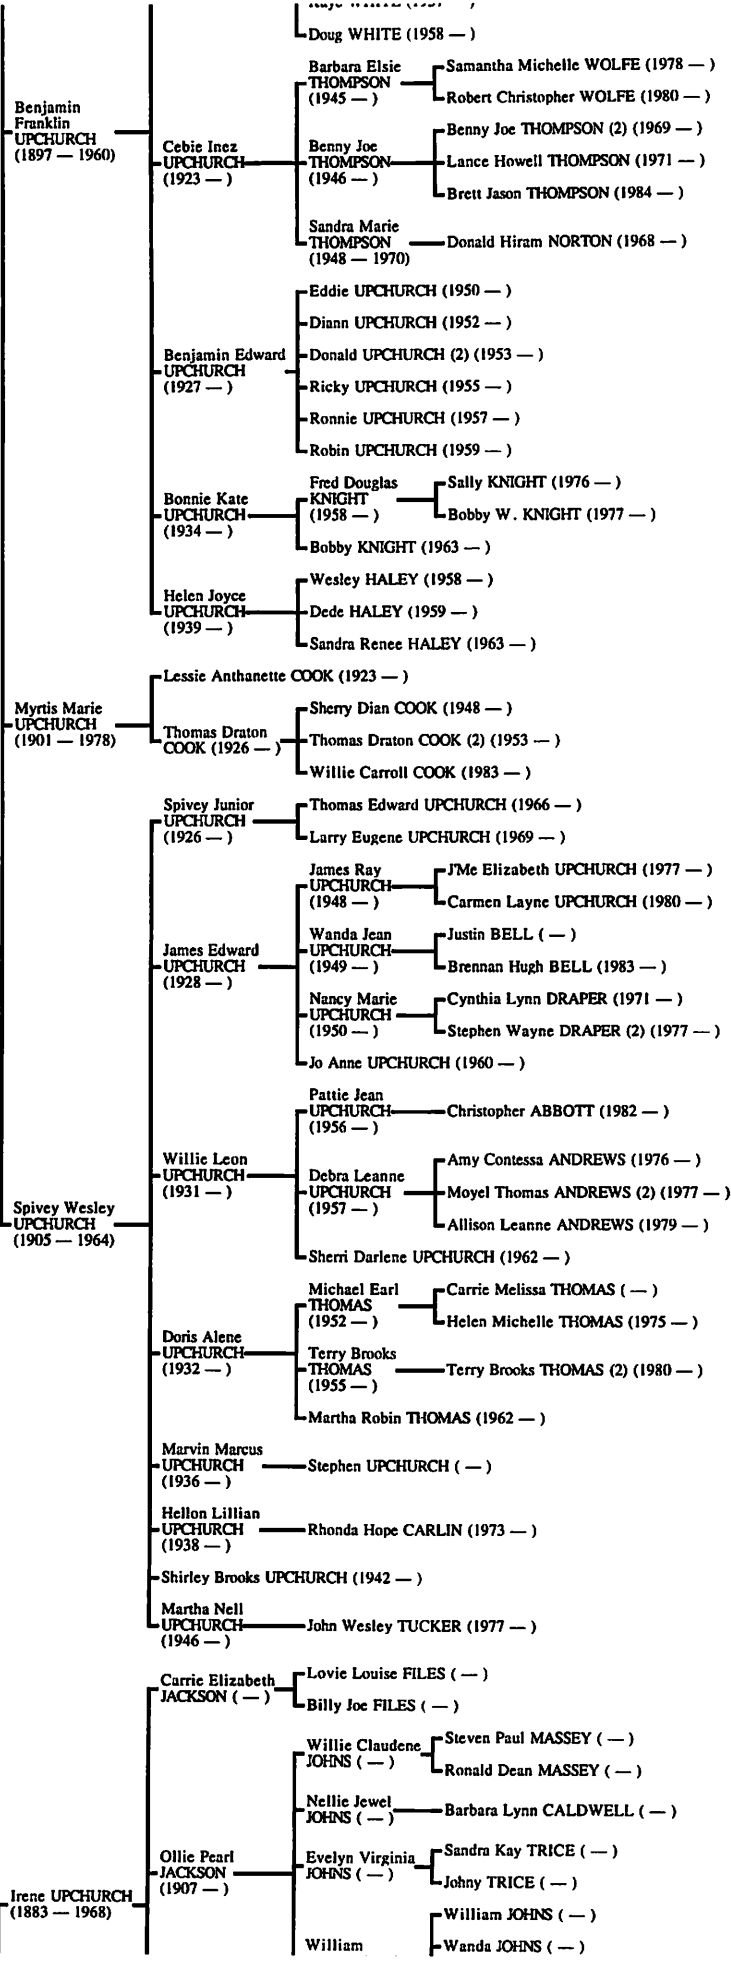 Doug WHITE (1958 — )
Barbara Elsie
THOMPSON
(1945 — )
Samantha Michelle WOLFE (1978 — )
Robert Christopher WOLFE (1980 — )
Benjamin
Franklin
UPCHURCH
(1897 — 1960)
Cebie Inez
UPCHURCH
(1923 — )
Benny Joe
THOMPSON
(1946 — )
Benny Joe THOMPSON (2) (1969 — )
Lance Howell THOMPSON (1971 — )
Brett Jason THOMPSON (1984 — )
Sandra Marie
THOMPSON
(1948 — 1970)
Donald Hiram NORTON (1968 — )
Benjamin Edward
UPCHURCH
(1927 — )
Eddie UPCHURCH (1950 — )
Diann UPCHURCH (1952 — )
Donald UPCHURCH (2) (1953 — )
Ricky UPCHURCH (1955 — )
Ronnie UPCHURCH (1957 — )
Robin UPCHURCH (1959 — )
Bonnie Kate
UPCHURCH
(1934 — )
Fred Douglas
KNIGHT
(1958 — )
Sally KNIGHT (1976 — )
Bobby W. KNIGHT (1977 — )
Bobby KNIGHT (1963 — )
Helen Joyce
UPCHURCH
(1939 — )
Wesley HALEY (1958 — )
Dede HALEY (1959 — )
Sandra Renee HALEY (1963 — )
Myrtis Marie
UPCHURCH
(1901 — 1978)
Lessie Anthanette COOK (1923 — )
Thomas Draton
COOK (1926 — )
Sherry Dian COOK (1948 — )
Thomas Draton COOK (2) (1953 — )
Willie Carroll COOK (1983 — )
Spivey Wesley
UPCHURCH
(1905 — 1964)
Spivey Junior
UPCHURCH
(1926 — )
Thomas Edward UPCHURCH (1966 — )
Larry Eugene UPCHURCH (1969 — )
James Edward
UPCHURCH
(1928 — )
James Ray
UPCHURCH
(1948 — )
J'Me Elizabeth UPCHURCH (1977 — )
Carmen Layne UPCHURCH (1980 — )
Wanda Jean
UPCHURCH
(1949 — )
Justin BELL ( — )
Brennan Hugh BELL (1983 — )
Nancy Marie
UPCHURCH
(1950 — )
Cynthia Lynn DRAPER (1971 — )
Stephen Wayne DRAPER (2) (1977 — )
Jo Anne UPCHURCH (1960 — )
Willie Leon
UPCHURCH
(1931 — )
Pattie Jean
UPCHURCH
(1956 — )
Christopher ABBOTT (1982 — )
Debra Leanne
UPCHURCH
(1957 — )
Amy Contessa ANDREWS (1976 — )
Moyel Thomas ANDREWS (2) (1977 — )
Allison Leanne ANDREWS (1979 — )
Sherri Darlene UPCHURCH (1962 — )
Doris Alene
UPCHURCH
(1932 — )
Michael Earl
THOMAS
(1952 — )
Carrie Melissa THOMAS ( — )
Helen Michelle THOMAS (1975 — )
Terry Brooks
THOMAS
(1955 — )
Terry Brooks THOMAS (2) (1980 — )
Martha Robin THOMAS (1962 — )
Marvin Marcus
UPCHURCH
(1936 — )
Stephen UPCHURCH ( — )
Hellon Lillian
UPCHURCH
(1938 — )
Rhonda Hope CARLIN (1973 — )
Shirley Brooks UPCHURCH (1942 — )
Martha Nell
UPCHURCH
(1946 — )
John Wesley TUCKER (1977 — )
Irene UPCHURCH
(1883 — 1968)
Carrie Elizabeth
JACKSON ( — )
Lovie Louise FILES ( — )
Billy Joe FILES ( — )
Ollie Pearl
JACKSON
(1907 — )
Willie Claudene
JOHNS ( — )
Steven Paul MASSEY ( — )
Ronald Dean MASSEY ( — )
Nellie Jewel
JOHNS ( — )
Barbara Lynn CALDWELL ( — )
Evelyn Virginia
JOHNS ( — )
Sandra Kay TRICE ( — )
Johny TRICE ( — )
William
William JOHNS ( — )
Wanda JOHNS ( — )